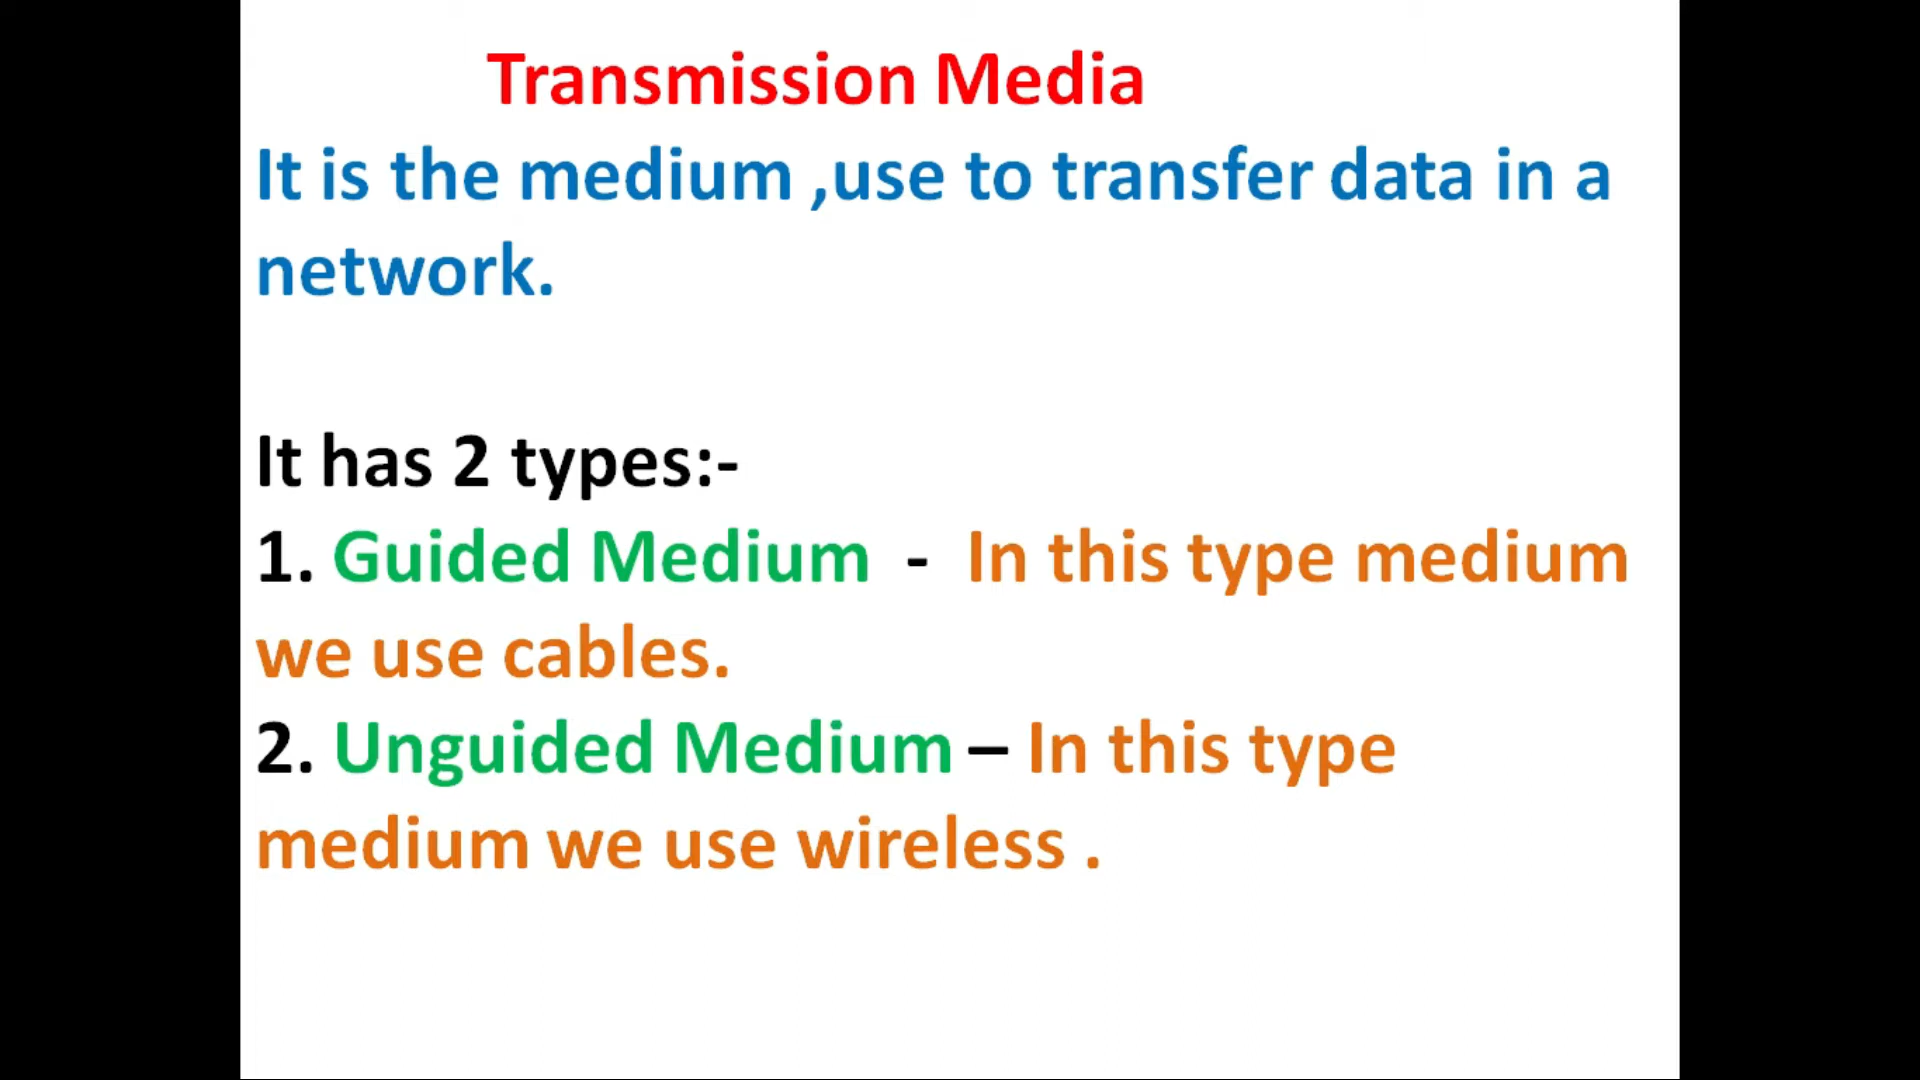 Transmission Media
It is the medium ,use to transfer data in a
network.
It has 2 types:-
1. Guided Medium - In this type medium
we use cables.
2. Unguided Medium – In this type
medium we use wireless .